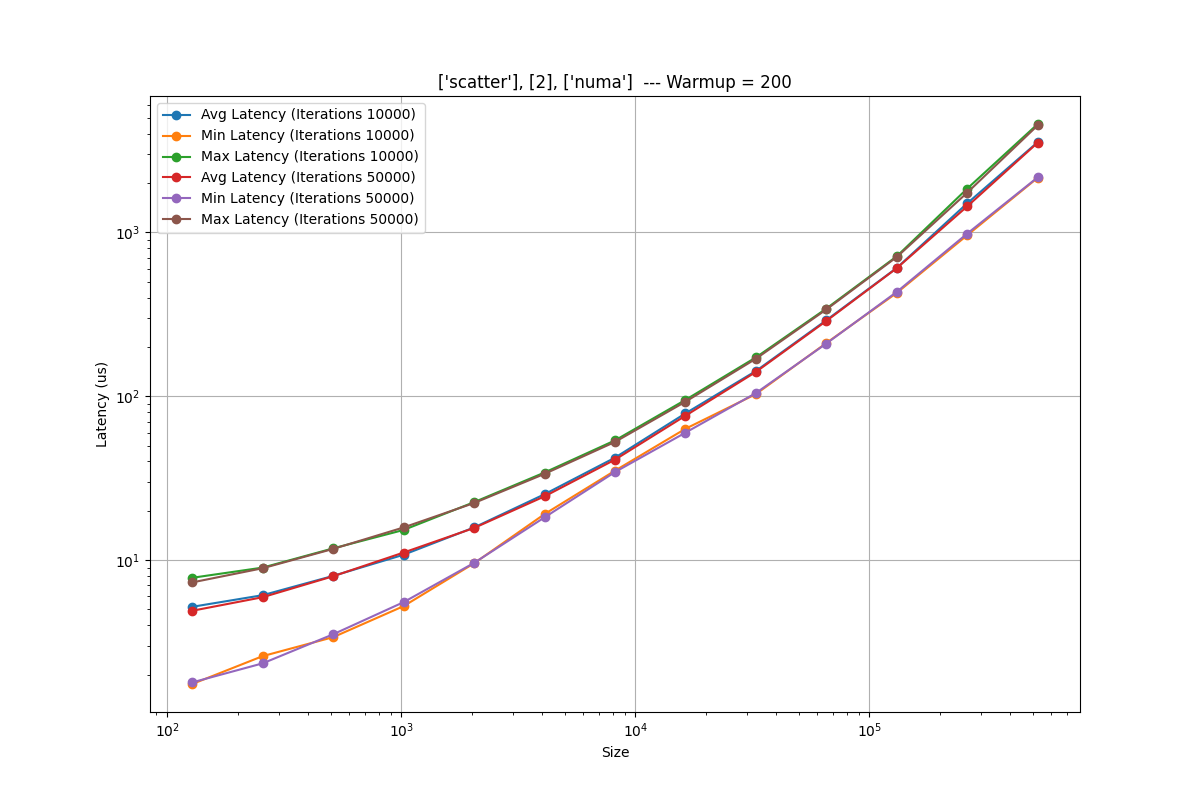 ['scatter'], [2], ['numa']  --- Warmup = 200
Avg Latency (Iterations 10000)
Min Latency (Iterations 10000)
Max Latency (Iterations 10000)
Avg Latency (Iterations 50000)
Min Latency (Iterations 50000)
Max Latency (Iterations 50000)
Latency (us)
10³
10²
10¹
10² 10³ 10⁴ 10⁵
Size